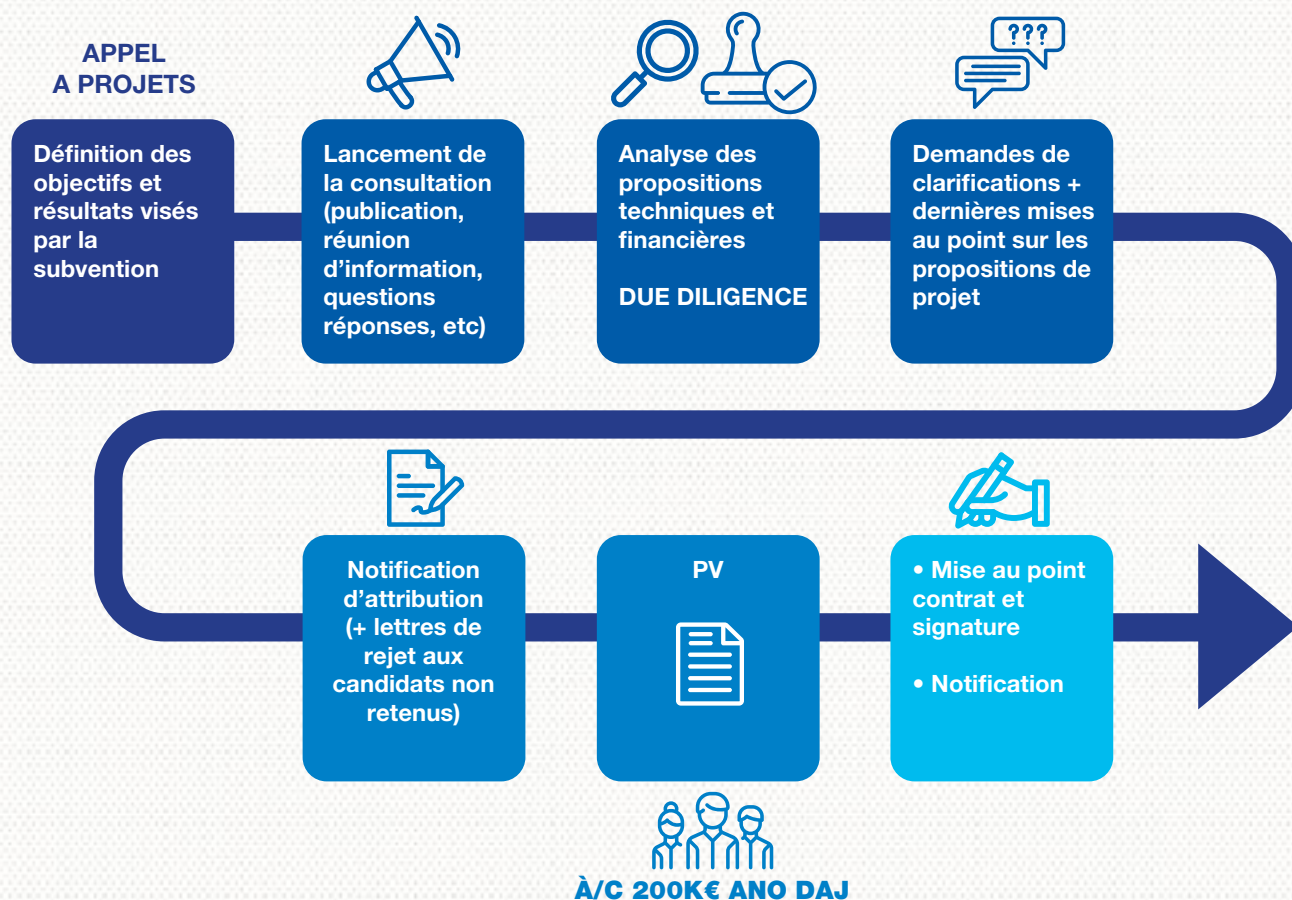 APPEL
A PROJETS
Définition des
objectifs et
résultats visés
par la
subvention
Lancement de
la consultation
(publication,
réunion
d’information,
questions
réponses, etc)
Analyse des
propositions
techniques et
financières
DUE DILIGENCE
???
Demandes de
clarifications +
dernières mises
au point sur les
propositions de
projet
Notification
d’attribution
(+ lettres de
rejet aux
candidats non
retenus)
PV
• Mise au point
contrat et
signature
• Notification
À/C 200K€ ANO DAJ